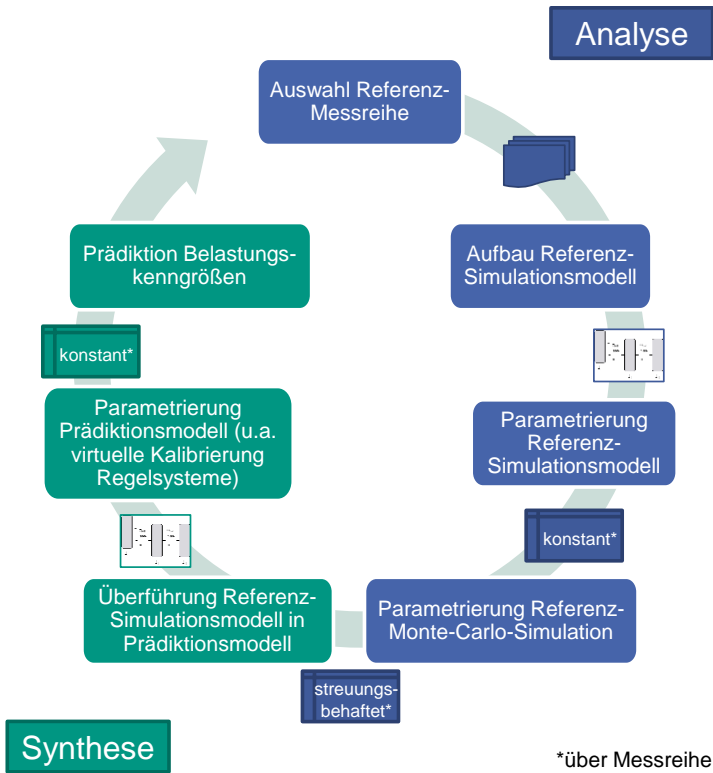 Analyse
Auswahl Referenz-
Messreihe
Aufbau Referenz-
Simulationsmodell
Parametrierung
Referenz-
Simulationsmodell
konstant*
Parametrierung Referenz-
Monte-Carlo-Simulation
streuungs-
behaftet*
Überführung Referenz-
Simulationsmodell in
Prädiktionsmodell
Parametrierung
Prädiktionsmodell (u.a.
virtuelle Kalibrierung
Regelsysteme)
konstant*
Prädiktion Belastungs-
kenngrößen
Synthese
*über Messreihe